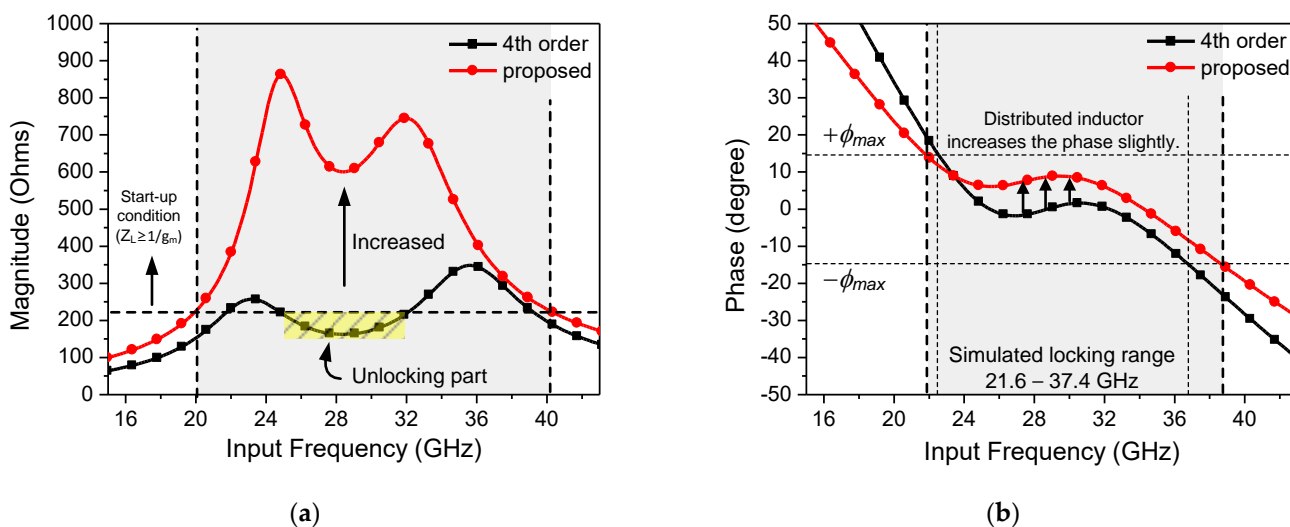 1000
900
800
700
600
500
400
300
200
100
0
Magnitude (Ohms)
4th order
proposed
Start-up
condition
(Z_L≥1/g_m)
Increased
Unlocking part
16 20 24 28 32 36 40
Input Frequency (GHz)
(a)
50
40
30
20
10
0
-10
-20
-30
-40
-50
Phase (degree)
4th order
proposed
Distributed inductor
increases the phase slightly.
+ϕ_max
−ϕ_max
Simulated locking range
21.6 – 37.4 GHz
16 20 24 28 32 36 40
Input Frequency (GHz)
(b)